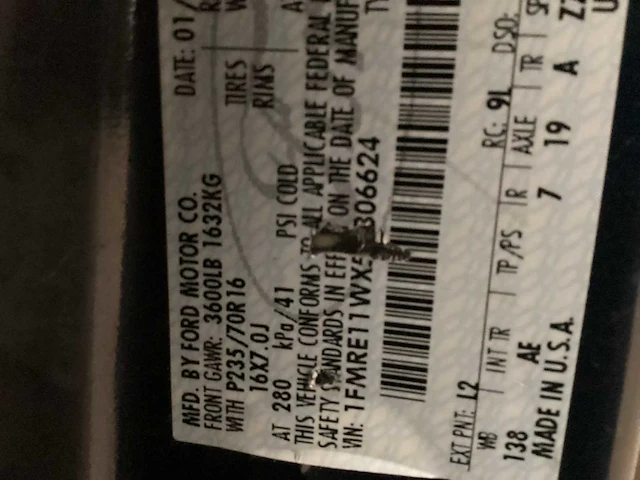 MFD. BY FORD MOTOR CO.
DATE: 01/
FRONT GAWR: 3600LB 1632KG
WITH P235/70R16 TIRES
16X7.0J RIMS
AT 280 kPa/41 PSI COLD
THIS VEHICLE CONFORMS ALL APPLICABLE FEDERAL
SAFETY STANDARDS IN ON THE DATE OF MANUF
VIN: 1FMRE11WX 306624
EXT PNT: L2 RC: 9L DSO:
WB INT TR TP/PS R AXLE TR SP
138 AE 7 19 A ZZ
MADE IN U.S.A.